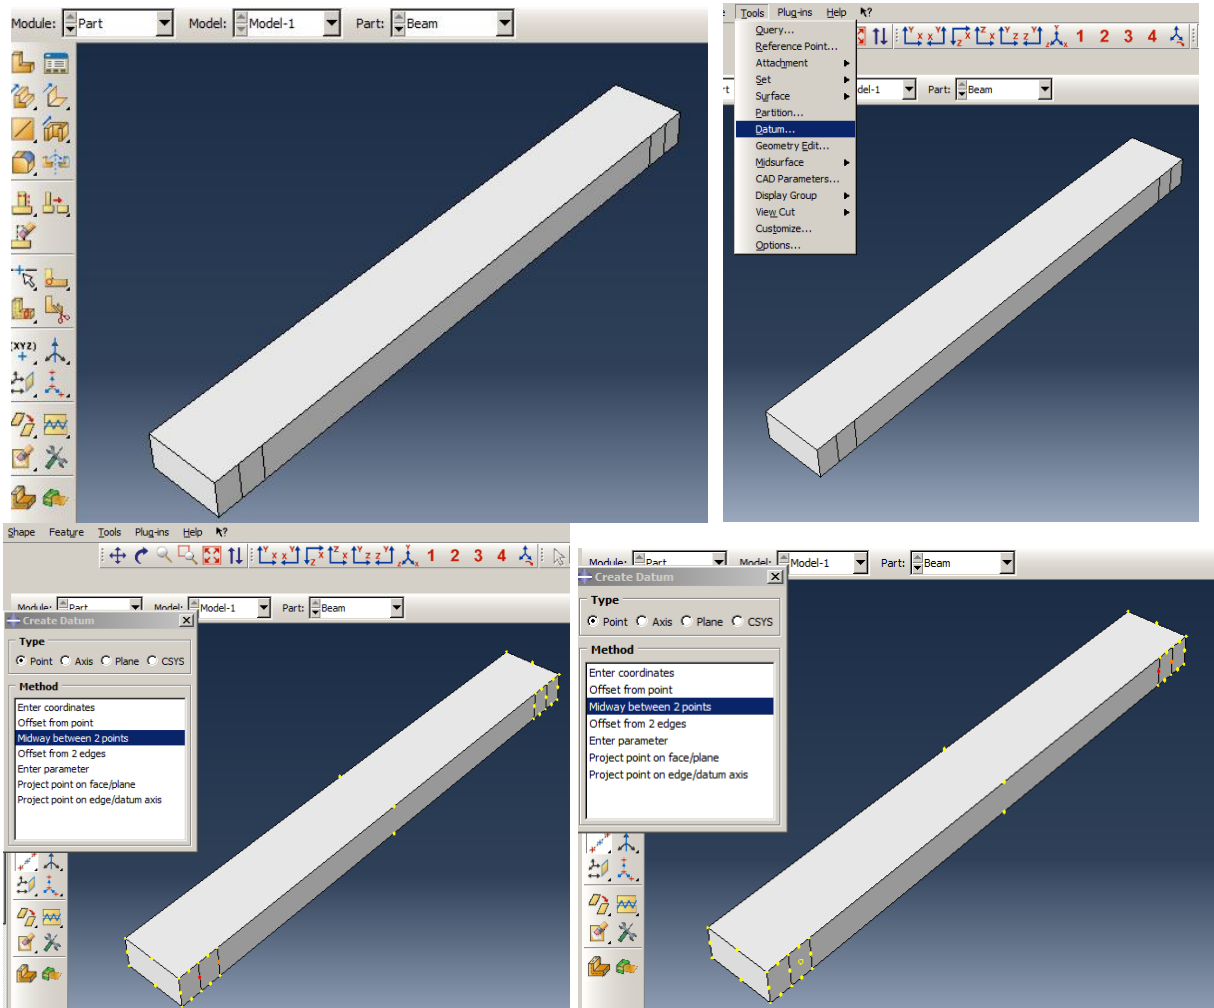 Module: Part Model: Model-1 Part: Beam
(XYZ)
Tools Plug-ins Help
Query...
Reference Point...
Attachment
Set
Surface
Partition...
Datum...
Geometry Edit...
Midsurface
CAD Parameters...
Display Group
View Cut
Customize...
Options...
1 2 3 4
del-1 Part: Beam
Shape Feature Tools Plug-ins Help
1 2 3 4
Module: Part Model: Model-1 Part: Beam
Create Datum
Type
Point Axis Plane CSYS
Method
Enter coordinates
Offset from point
Midway between 2 points
Offset from 2 edges
Enter parameter
Project point on face/plane
Project point on edge/datum axis
Module: Part Model: Model-1 Part: Beam
Create Datum
Type
Point Axis Plane CSYS
Method
Enter coordinates
Offset from point
Midway between 2 points
Offset from 2 edges
Enter parameter
Project point on face/plane
Project point on edge/datum axis